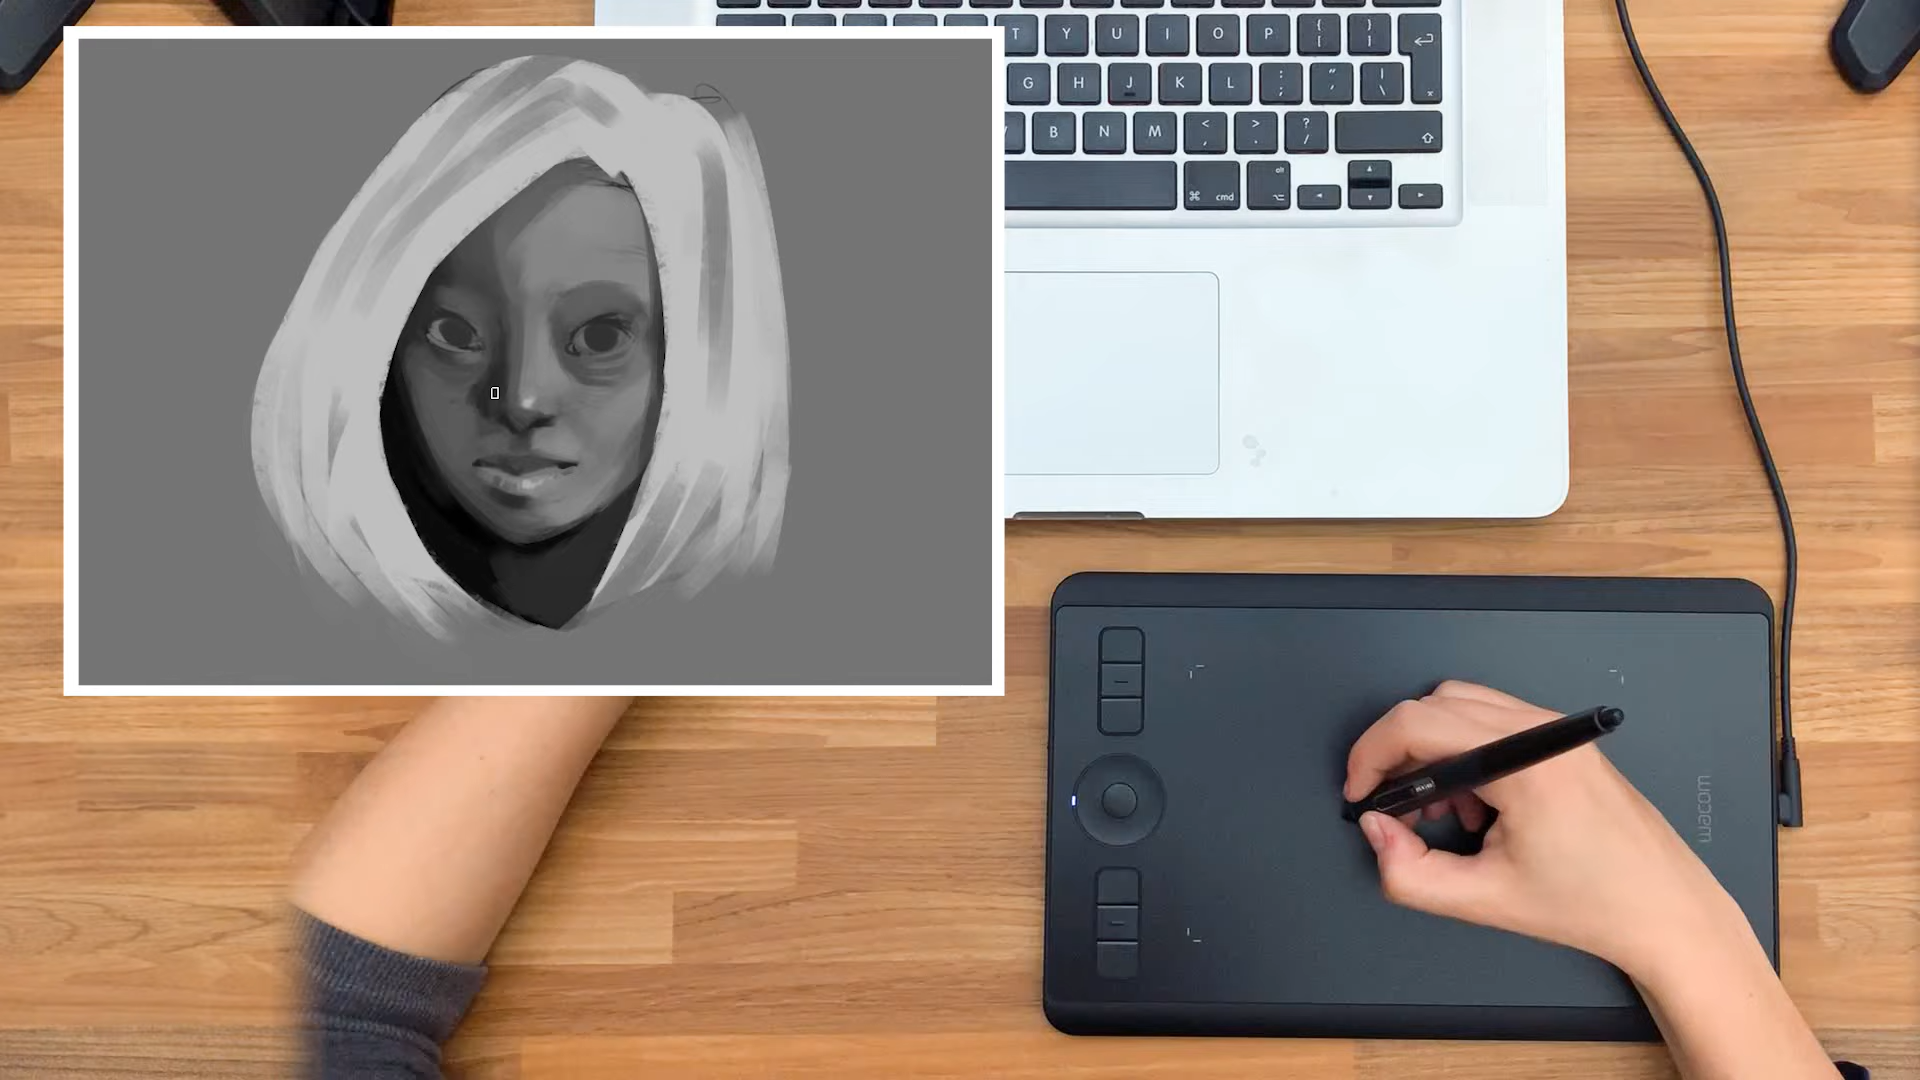 T Y U I O P { [ } ]
G H J K L : ; " ' | \
B N M < , > . ? /
⌘ cmd alt ⌥
wacom